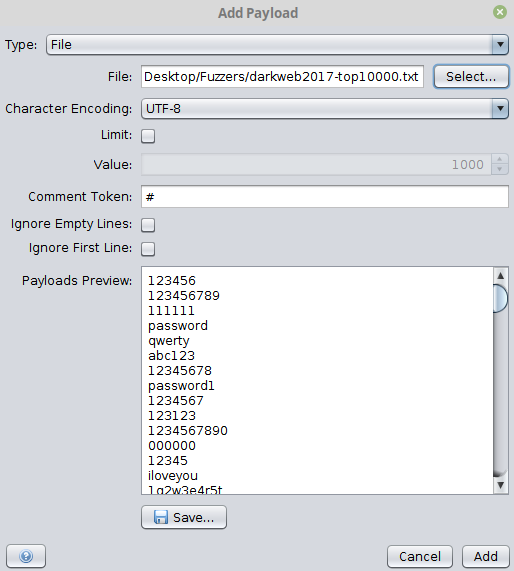 Add Payload
Type: File
File: Desktop/Fuzzers/darkweb2017-top10000.txt Select...
Character Encoding: UTF-8
Limit:
Value: 1000
Comment Token: #
Ignore Empty Lines:
Ignore First Line:
Payloads Preview: 123456
123456789
111111
password
qwerty
abc123
12345678
password1
1234567
123123
1234567890
000000
12345
iloveyou
1q2w3e4r5t
Save...
? Cancel Add